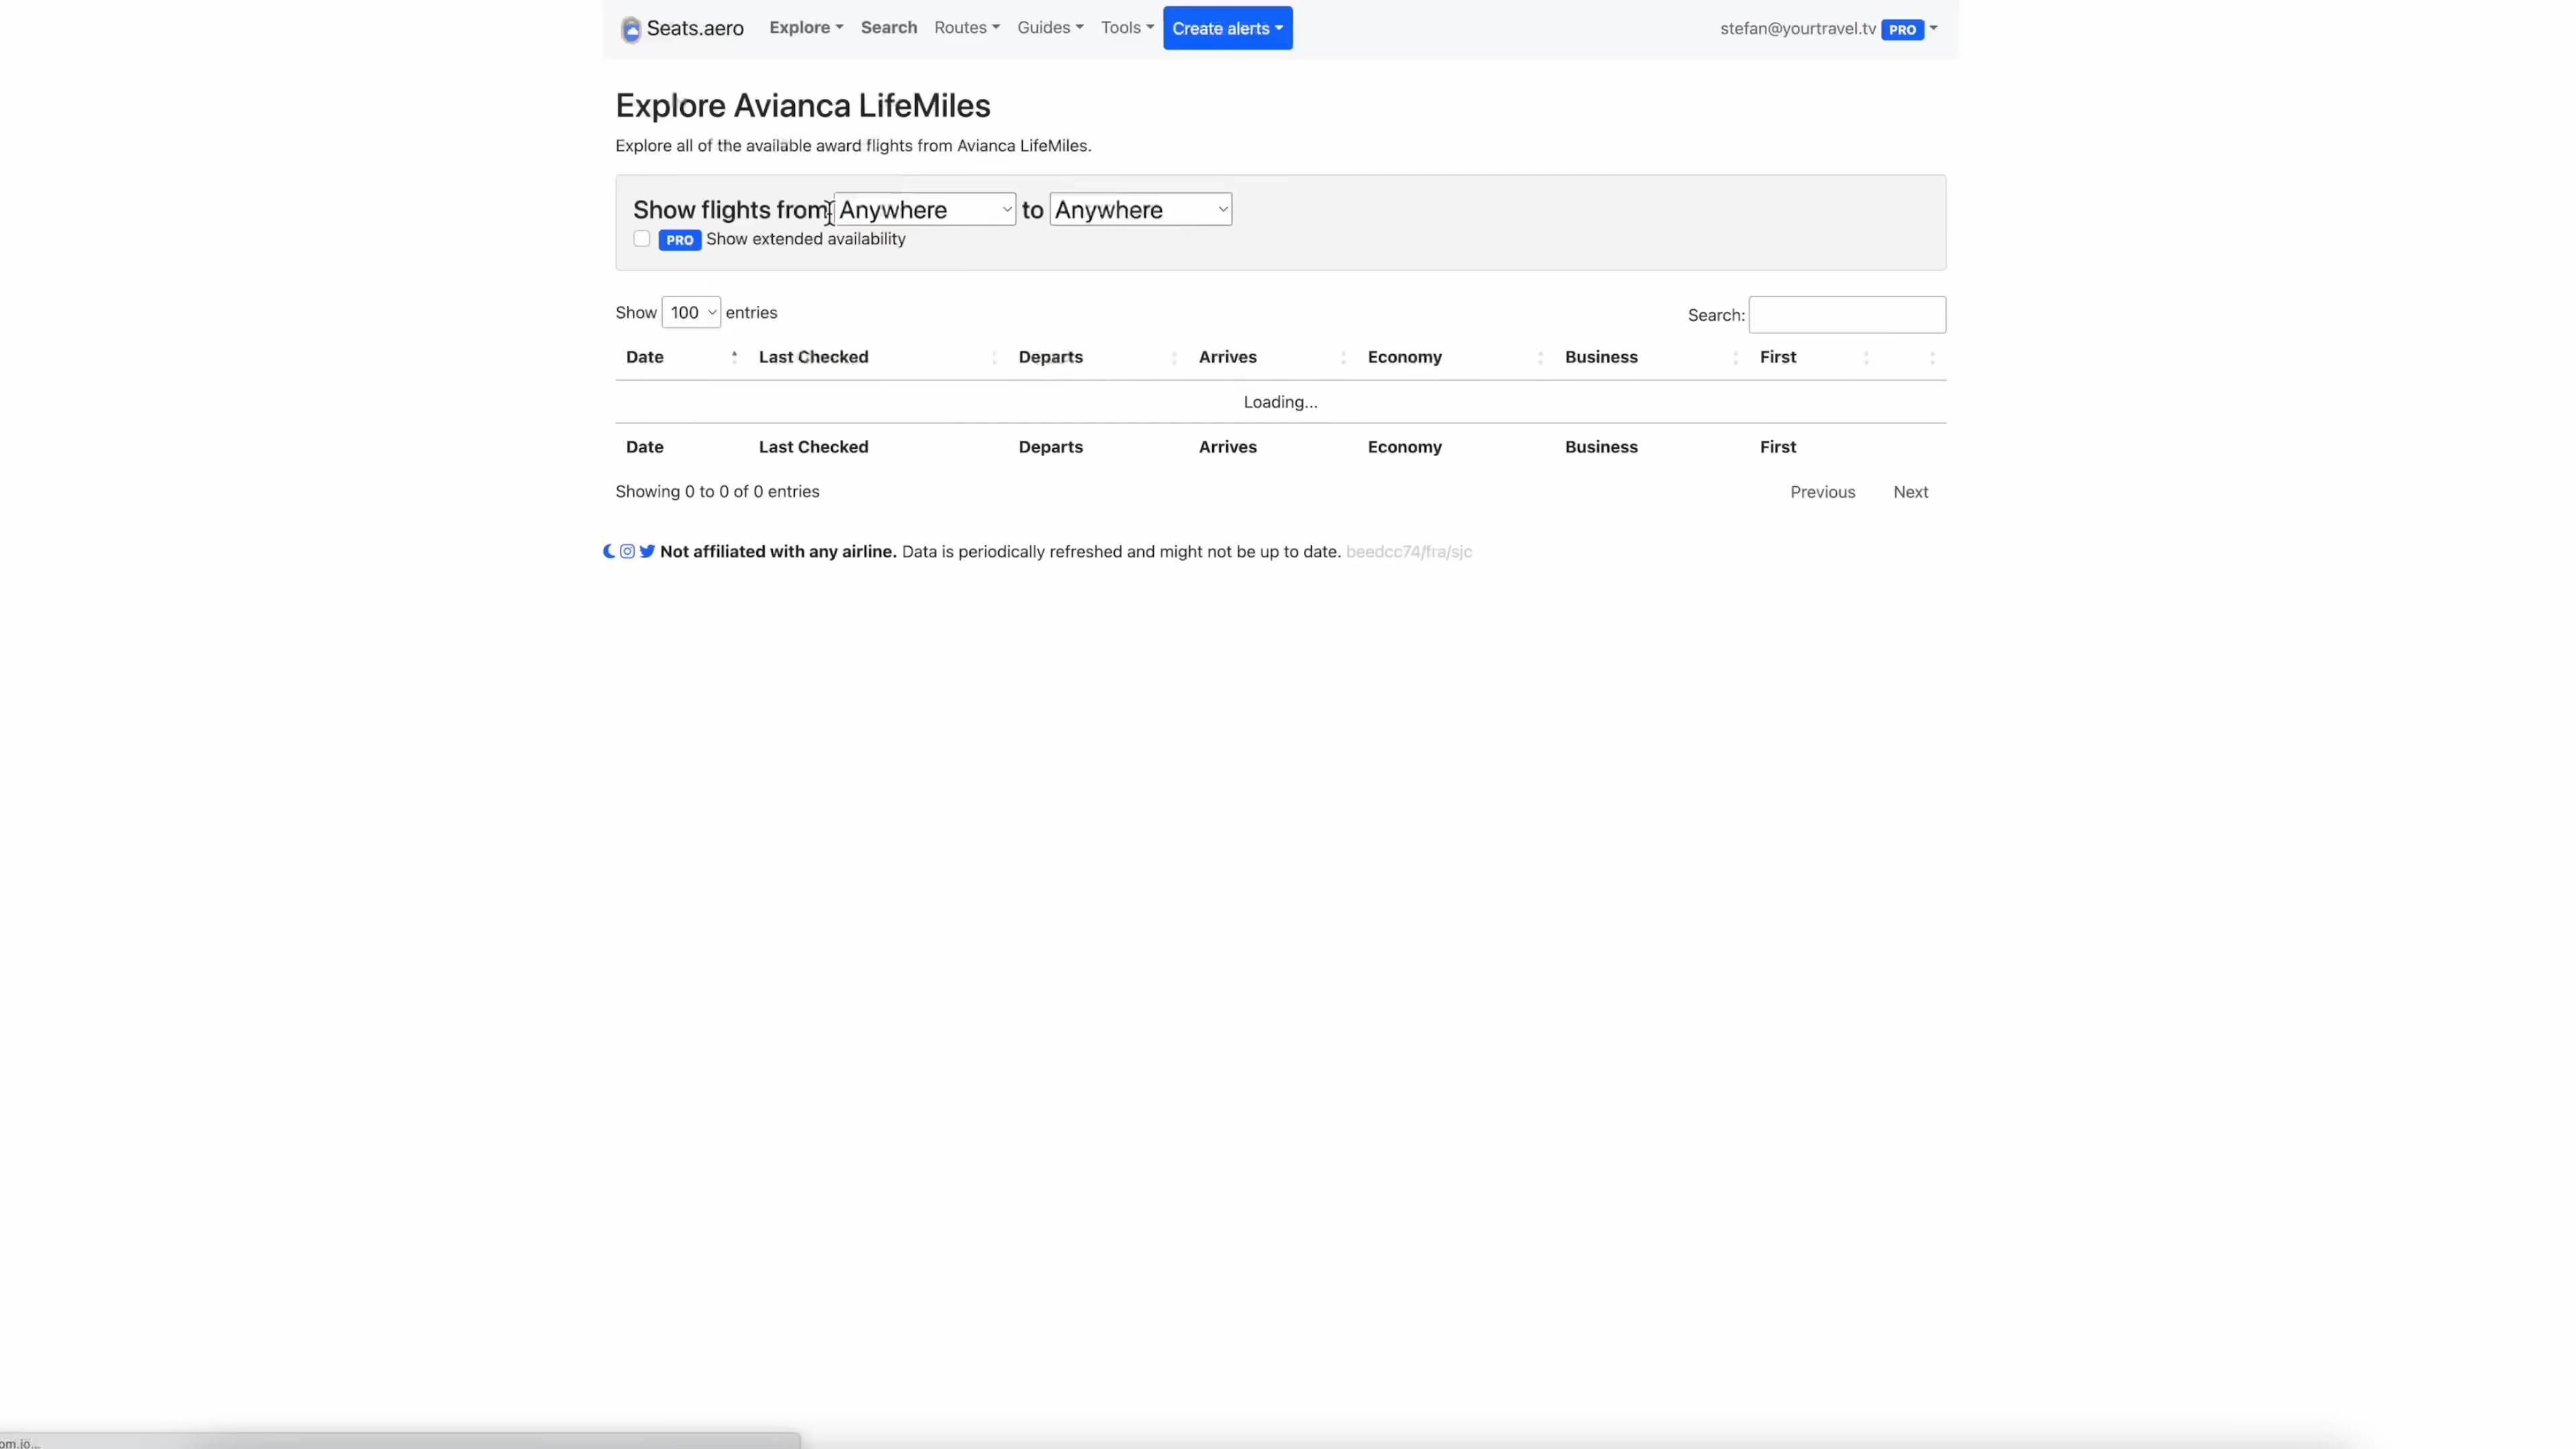 Seats.aero Explore Search Routes Guides Tools Create alerts stefan@yourtravel.tv PRO
Explore Avianca LifeMiles
Explore all of the available award flights from Avianca LifeMiles.
Show flights from Anywhere to Anywhere
PRO Show extended availability
Show 100 entries Search:
Date Last Checked Departs Arrives Economy Business First
Loading...
Date Last Checked Departs Arrives Economy Business First
Showing 0 to 0 of 0 entries Previous Next
Not affiliated with any airline. Data is periodically refreshed and might not be up to date. beedcc74/fra/sjc